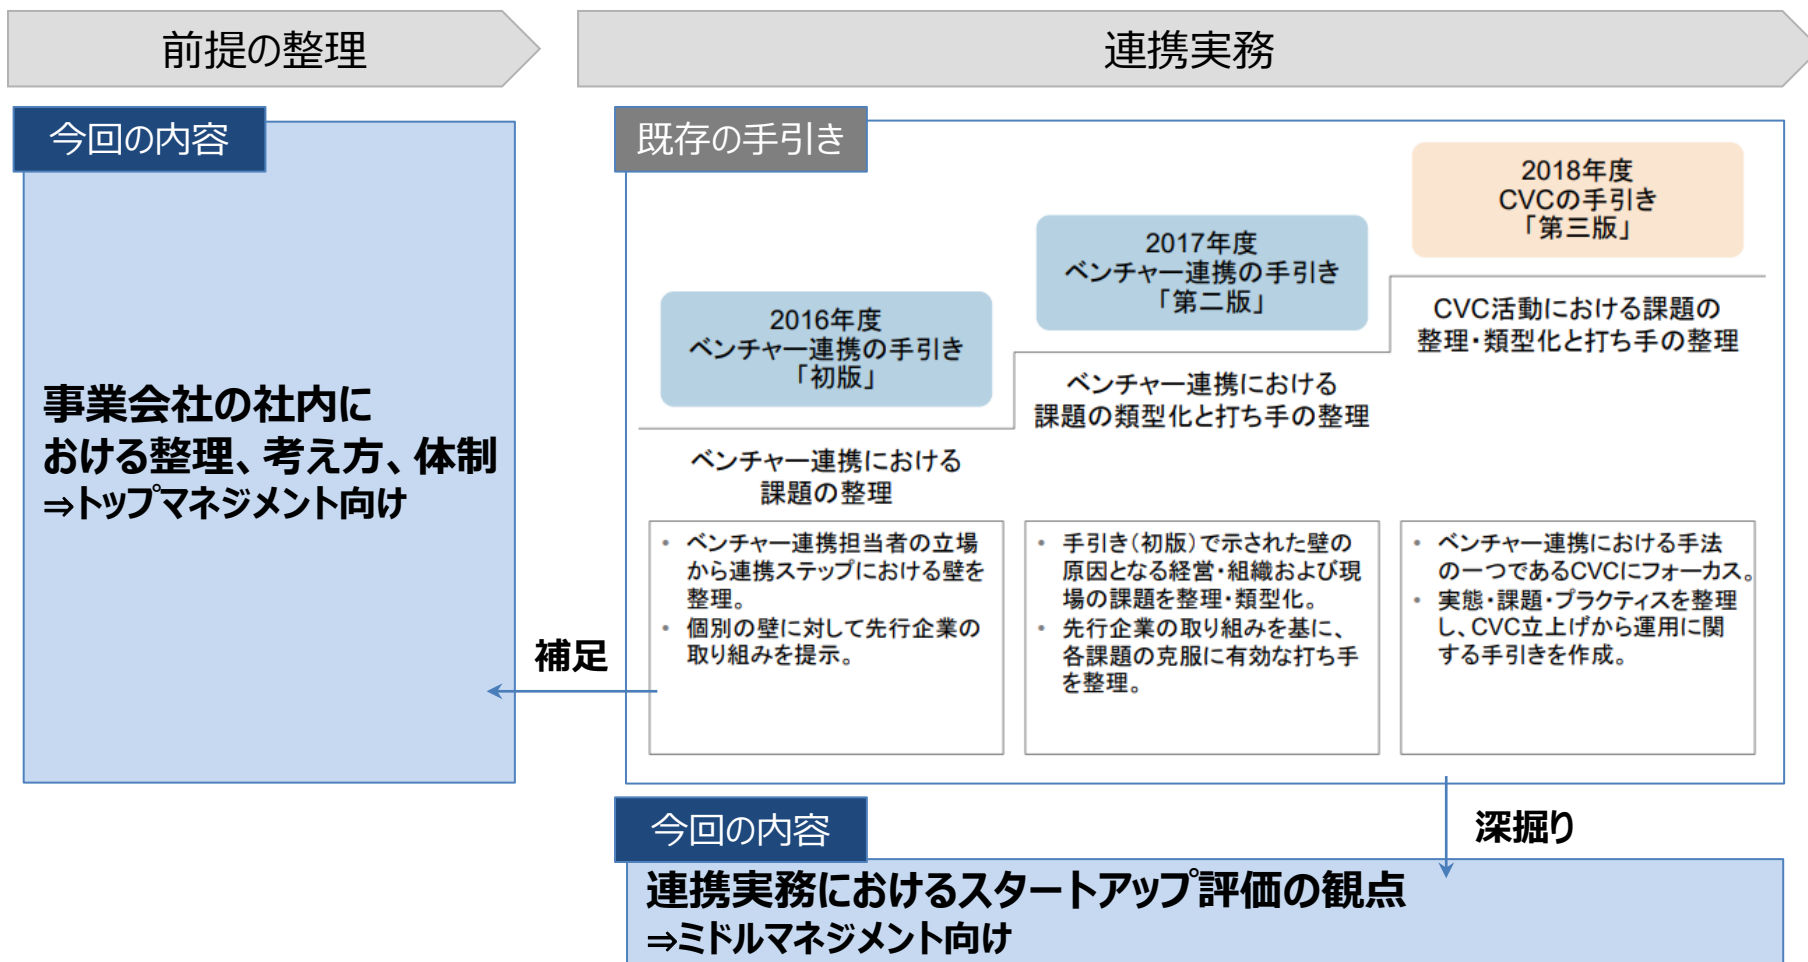 前提の整理
連携実務
今回の内容
事業会社の社内に
おける整理、考え方、体制
⇒トップマネジメント向け
補足
既存の手引き
2016年度
ベンチャー連携の手引き
「初版」
ベンチャー連携における
課題の整理
• ベンチャー連携担当者の立場
から連携ステップにおける壁を
整理。
• 個別の壁に対して先行企業の
取り組みを提示。
2017年度
ベンチャー連携の手引き
「第二版」
ベンチャー連携における
課題の類型化と打ち手の整理
• 手引き(初版)で示された壁の
原因となる経営・組織および現
場の課題を整理・類型化。
• 先行企業の取り組みを基に、
各課題の克服に有効な打ち手
を整理。
2018年度
CVCの手引き
「第三版」
CVC活動における課題の
整理・類型化と打ち手の整理
• ベンチャー連携における手法
の一つであるCVCにフォーカス。
• 実態・課題・プラクティスを整理
し、CVC立上げから運用に関
する手引きを作成。
深掘り
今回の内容
連携実務におけるスタートアップ評価の観点
⇒ミドルマネジメント向け